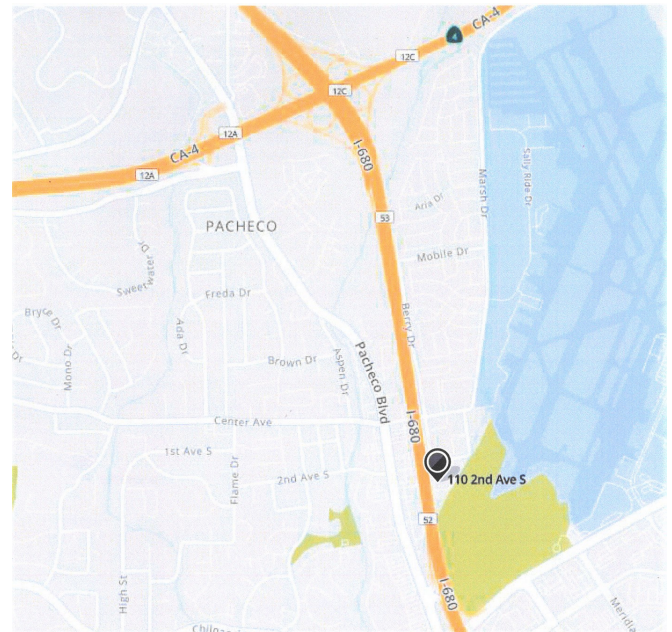 CA-4
4
12C
12C
12A
CA-4
12A
I-680
53
PACHECO
Aria Dr
Marsh Dr
Sally Ride Dr
Mobile Dr
Sweetwater Dr
Freda Dr
Bryce Dr
Dr
Mono Dr
Ada Dr
Berry Dr
Brown Dr
Aspen Dr
Pacheco Blvd
Center Ave
I-680
1st Ave S
Flame Dr
2nd Ave S
110 2nd Ave S
52
High St
I-680